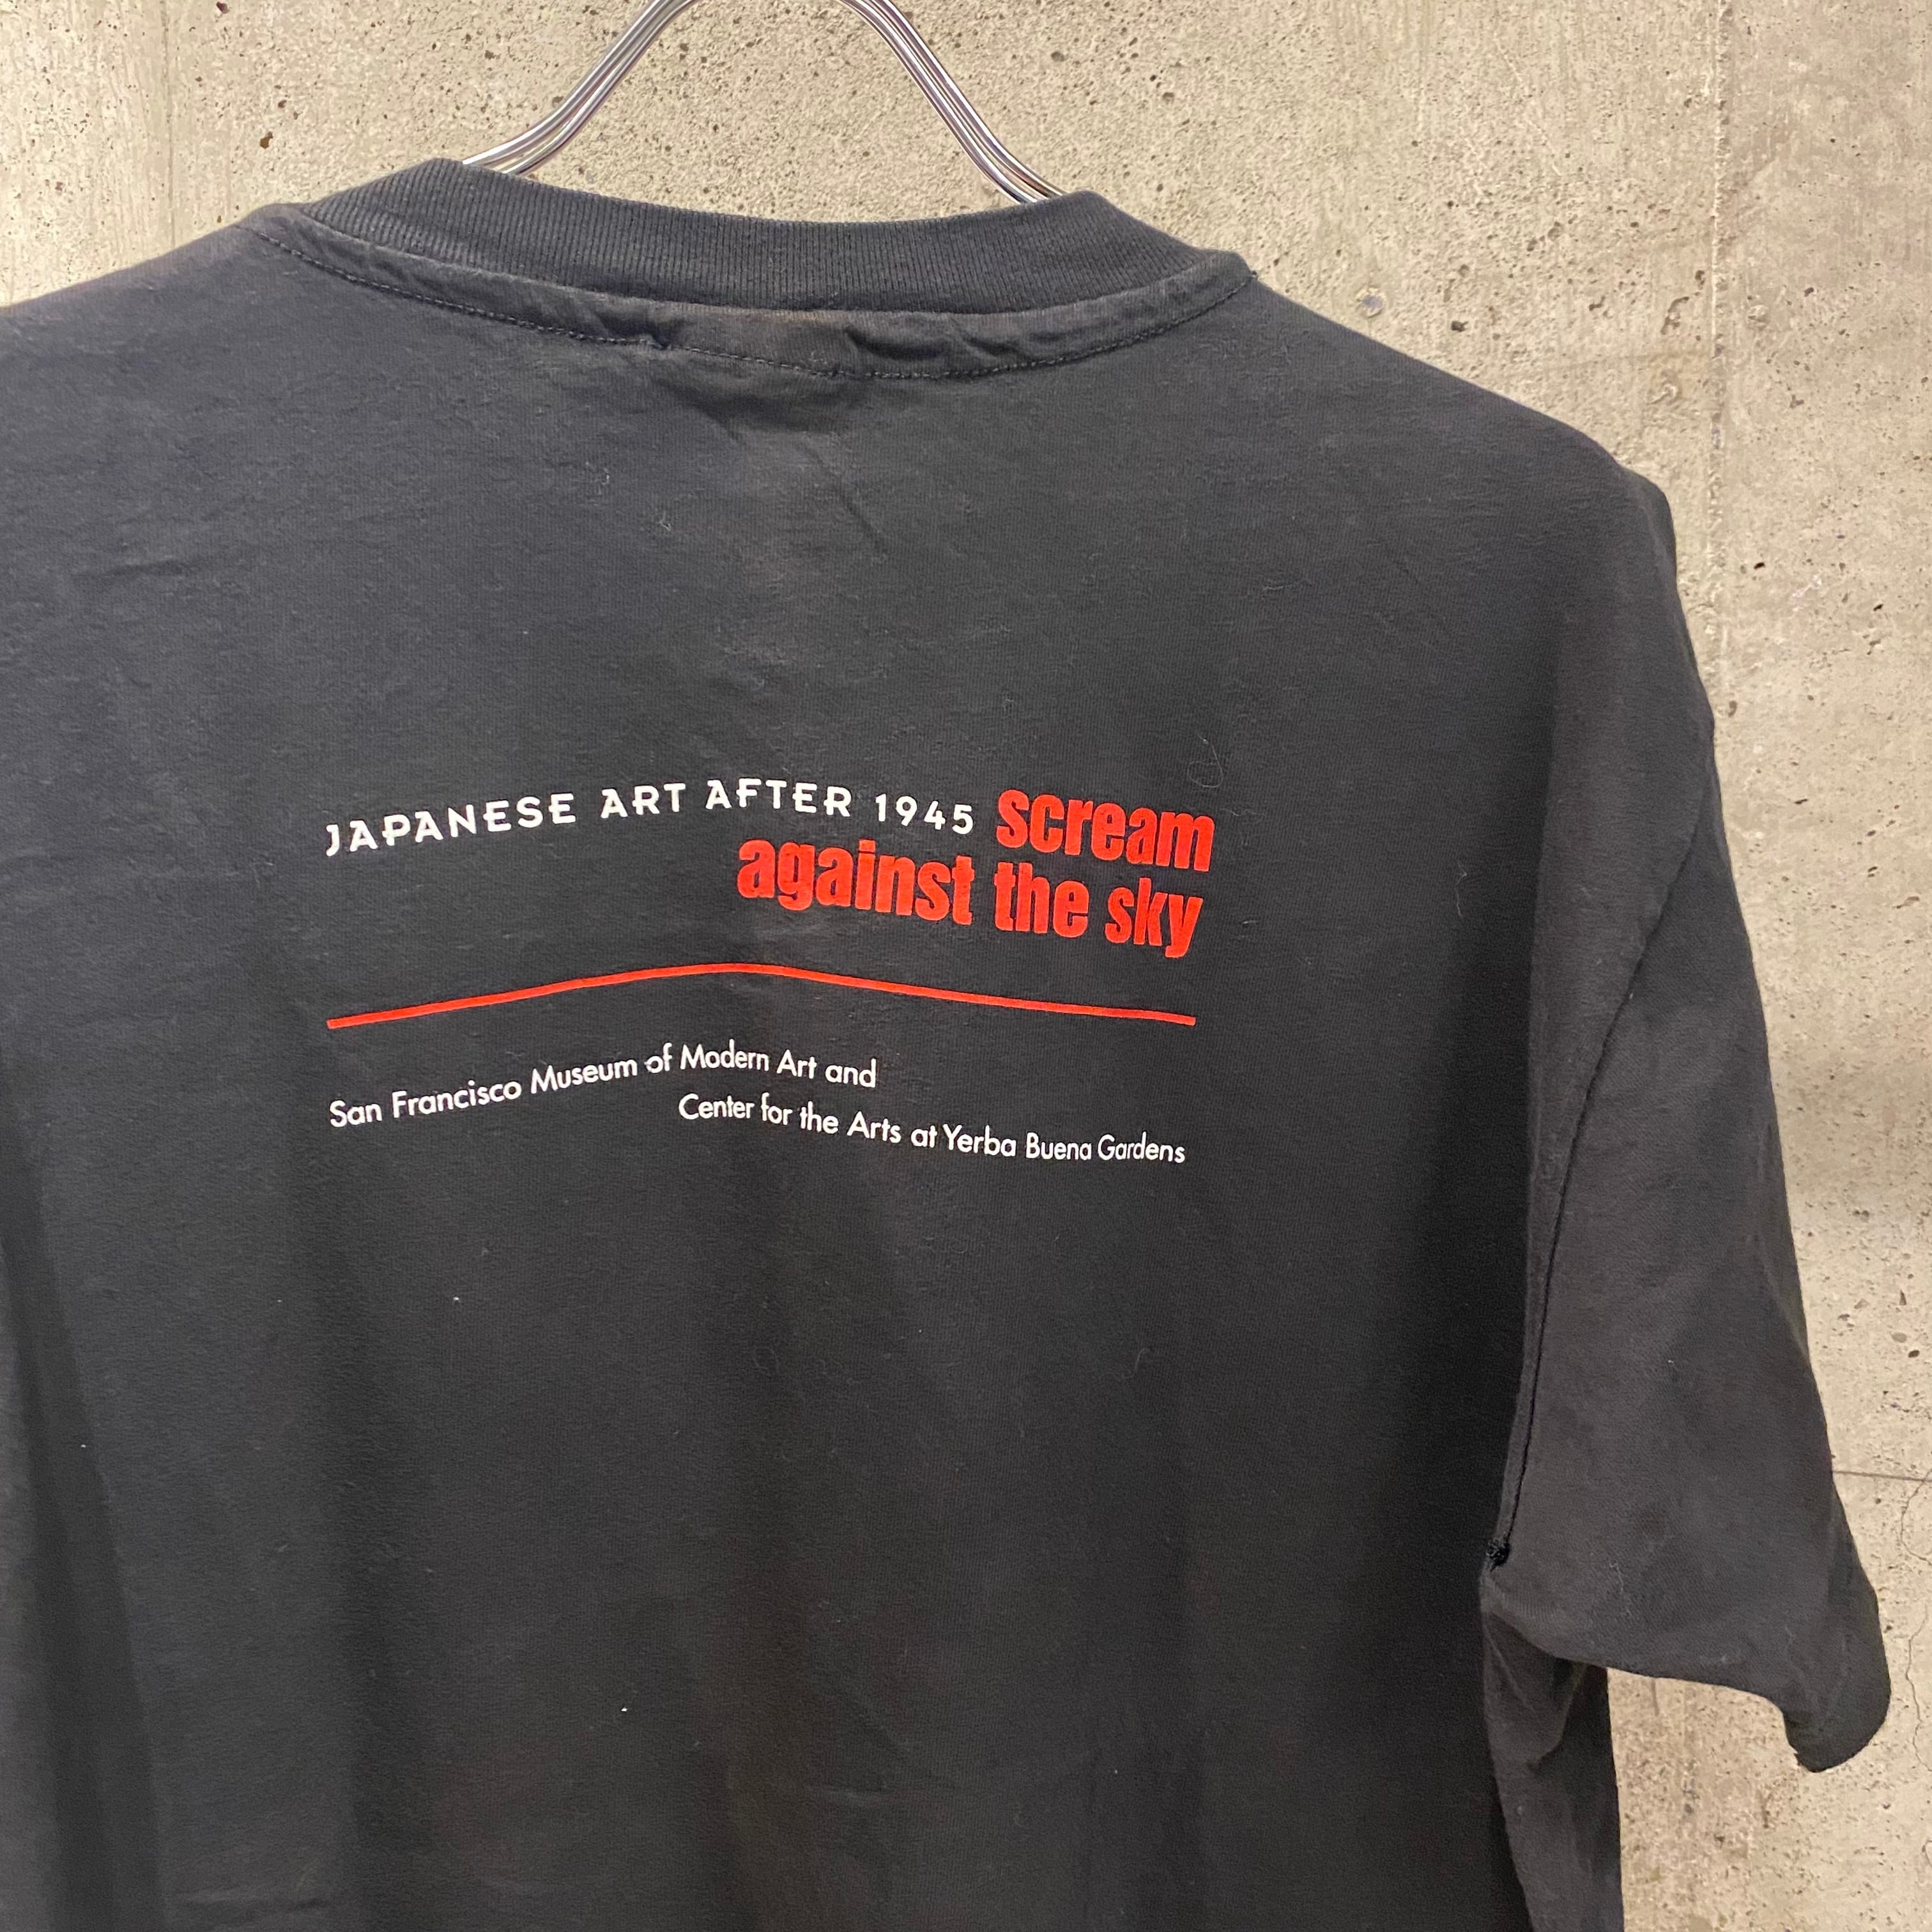 JAPANESE ART AFTER 1945 scream
against the sky
San Francisco Museum of Modern Art and
Center for the Arts at Yerba Buena Gardens